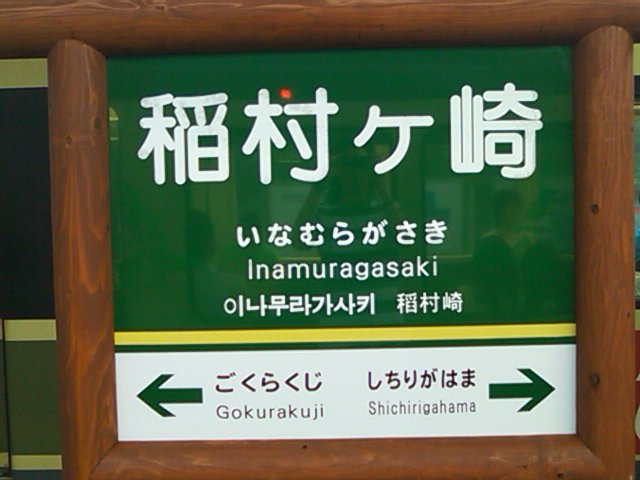 稲村ヶ崎
いなむらがさき
Inamuragasaki
이나무라가사키 稻村崎
ごくらくじ しちりがはま
Gokurakuji Shichirigahama